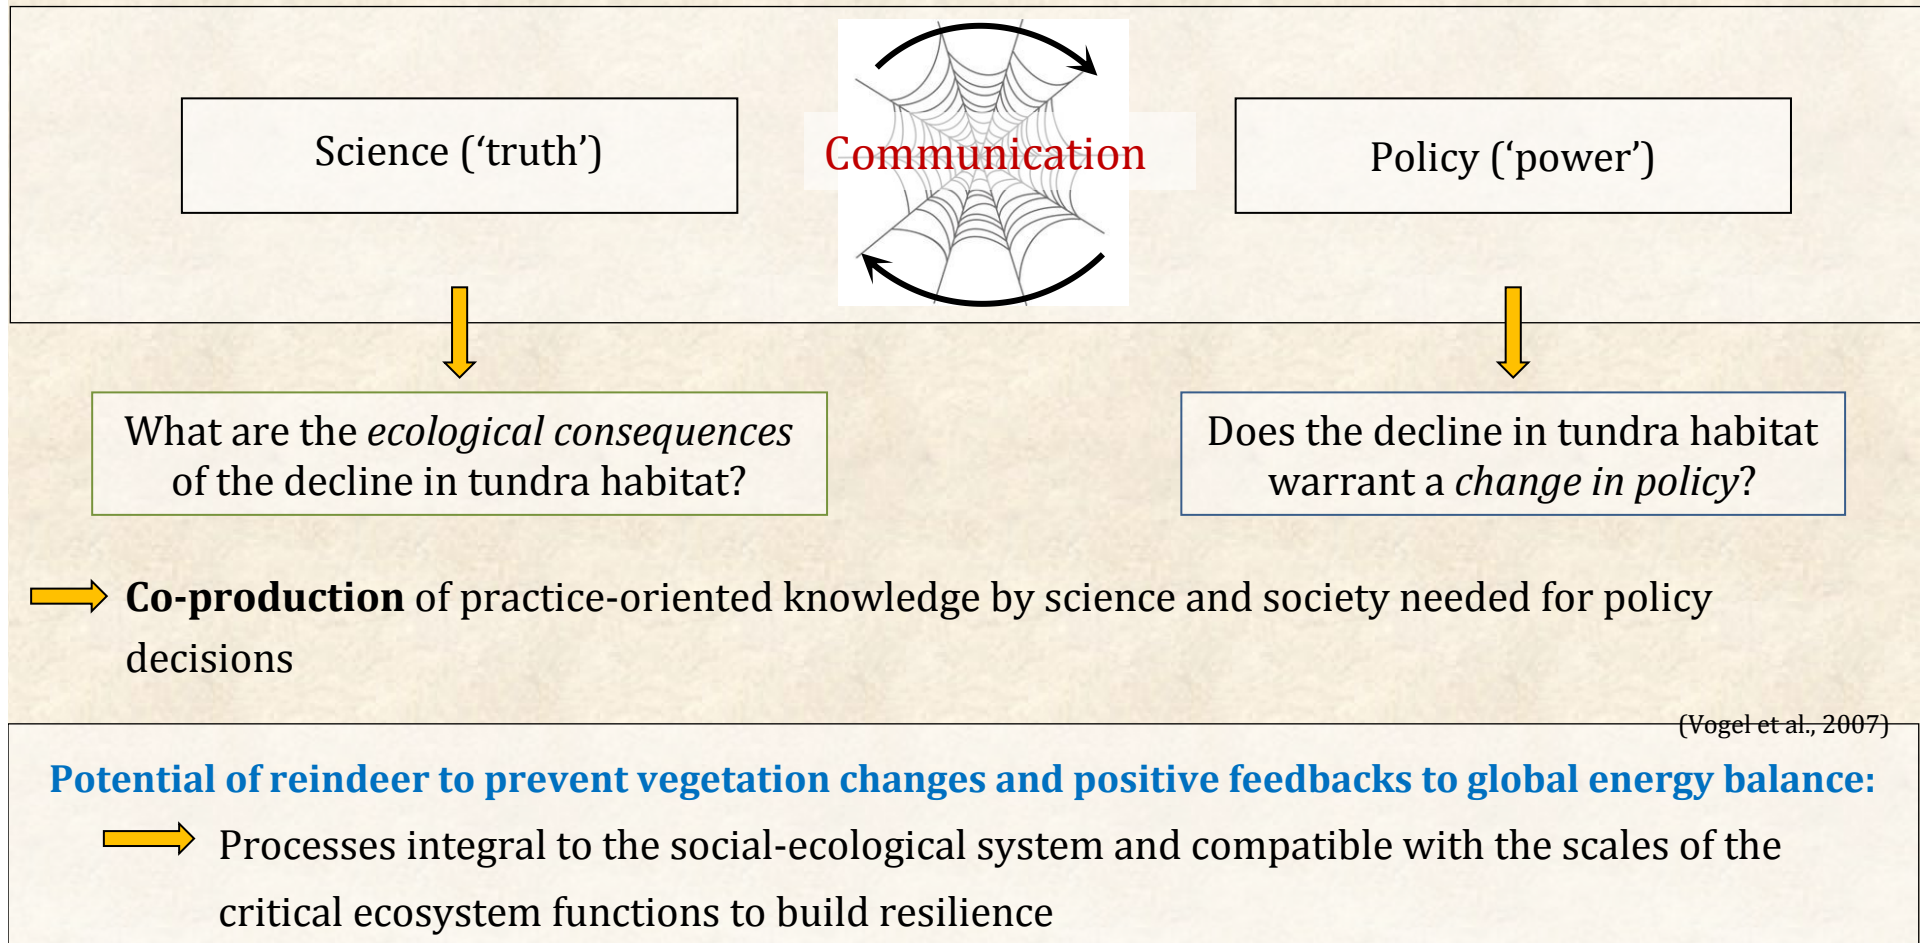 Science (‘truth’)
Communication
Policy (‘power’)
What are the ecological consequences
of the decline in tundra habitat?
Does the decline in tundra habitat
warrant a change in policy?
Co-production of practice-oriented knowledge by science and society needed for policy
decisions
(Vogel et al., 2007)
Potential of reindeer to prevent vegetation changes and positive feedbacks to global energy balance:
Processes integral to the social-ecological system and compatible with the scales of the
critical ecosystem functions to build resilience